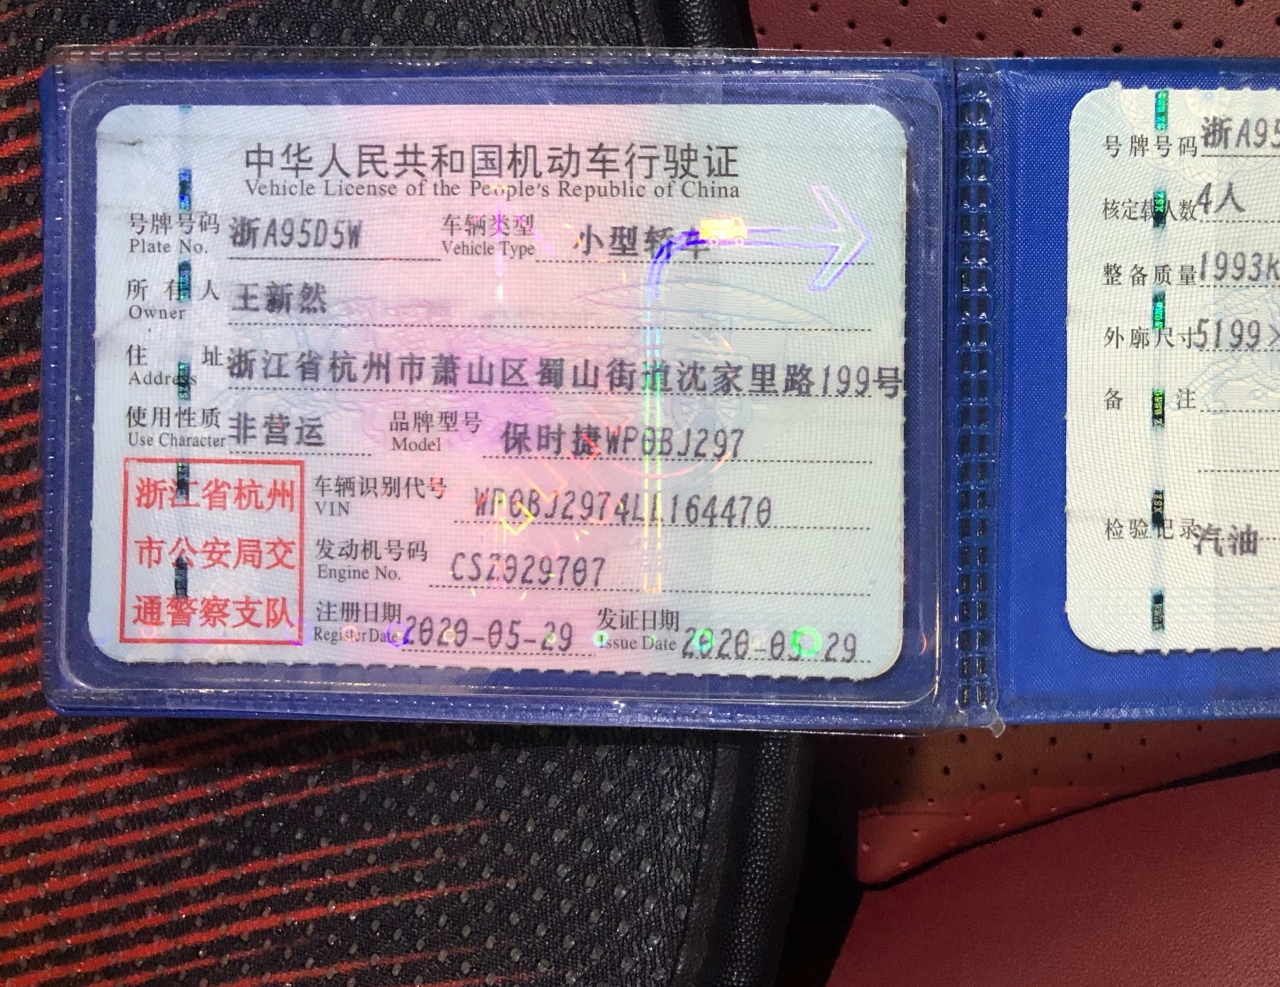 中华人民共和国机动车行驶证
Vehicle License of the People's Republic of China
号牌号码 浙A95D5W 车辆类型 小型轿车
Plate No. Vehicle Type
所有人 王新然
Owner
住址 浙江省杭州市萧山区蜀山街道沈家里路199号
Address
使用性质 非营运 品牌型号 保时捷WP0BJ297
Use Character Model
浙江省杭州
市公安局交
通警察支队
车辆识别代号 WP0BJ2974LL164470
VIN
发动机号码 CSZ029707
Engine No.
注册日期 2020-05-29 发证日期 2020-05-29
Register Date Issue Date
号牌号码 浙A95
核定载人数 4人
整备质量 1993k
外廓尺寸 5199×
备注
检验记录 汽油